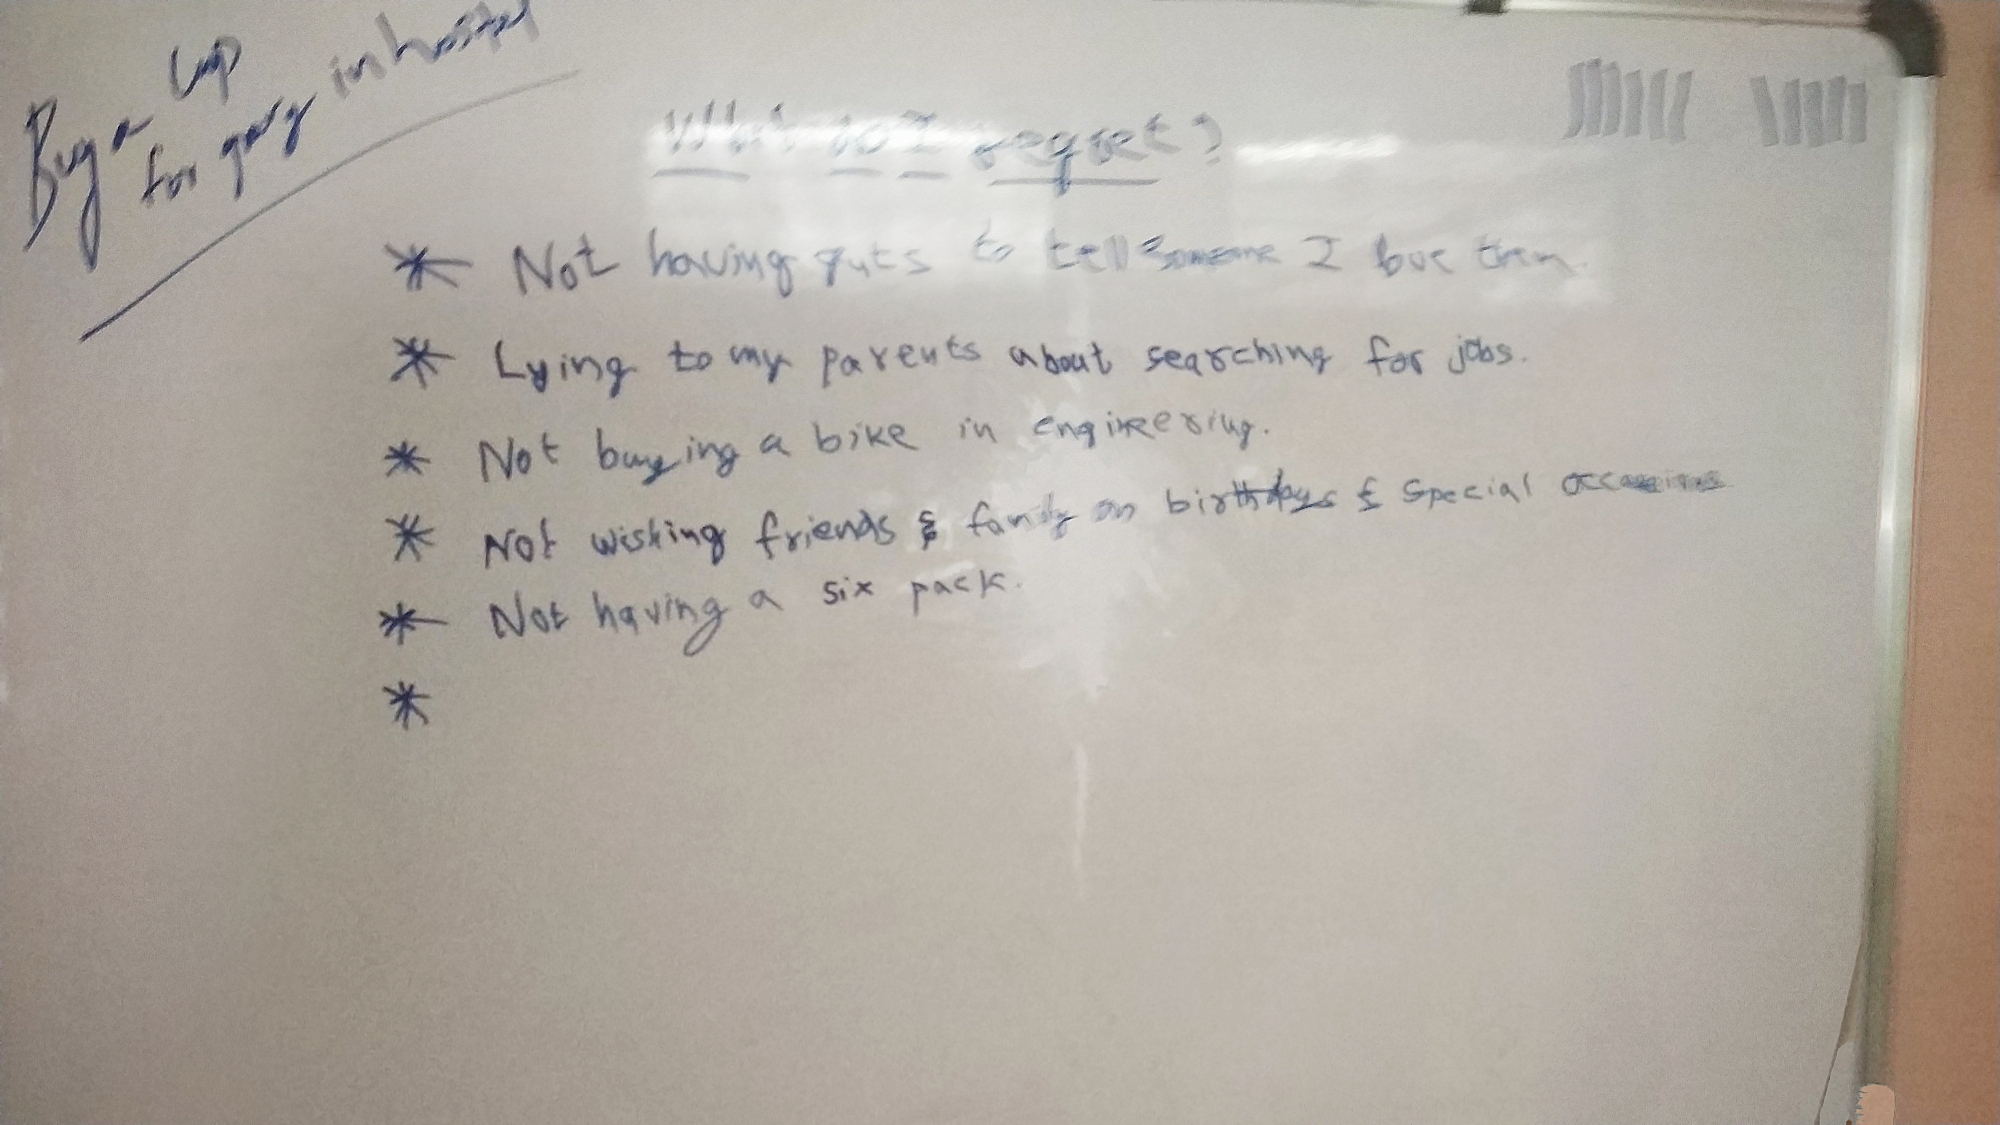 Buy a cup
for gary in hostel
What do I regret?
* Not having guts to tell someone I love them.
* Lying to my parents about searching for jobs.
* Not buying a bike in engineering.
* Not wishing friends & family on birthdays & special occassions
* Not having a six pack.
*